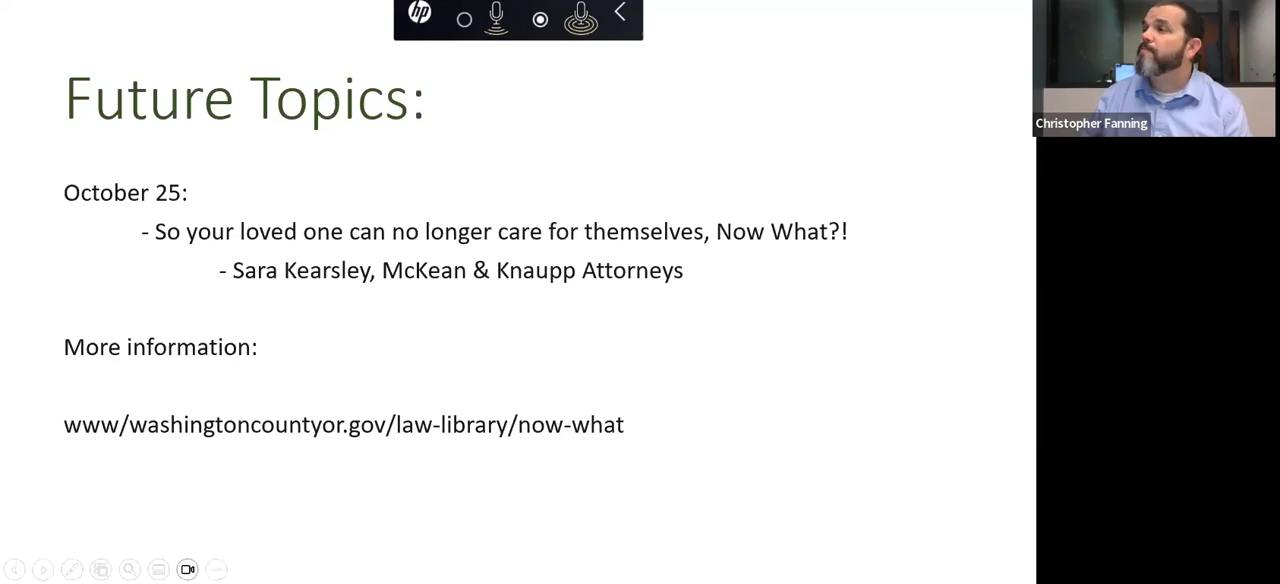 hp
Future Topics:
Christopher Fanning
October 25:
- So your loved one can no longer care for themselves, Now What?!
- Sara Kearsley, McKean & Knaupp Attorneys
More information:
www/washingtoncountyor.gov/law-library/now-what